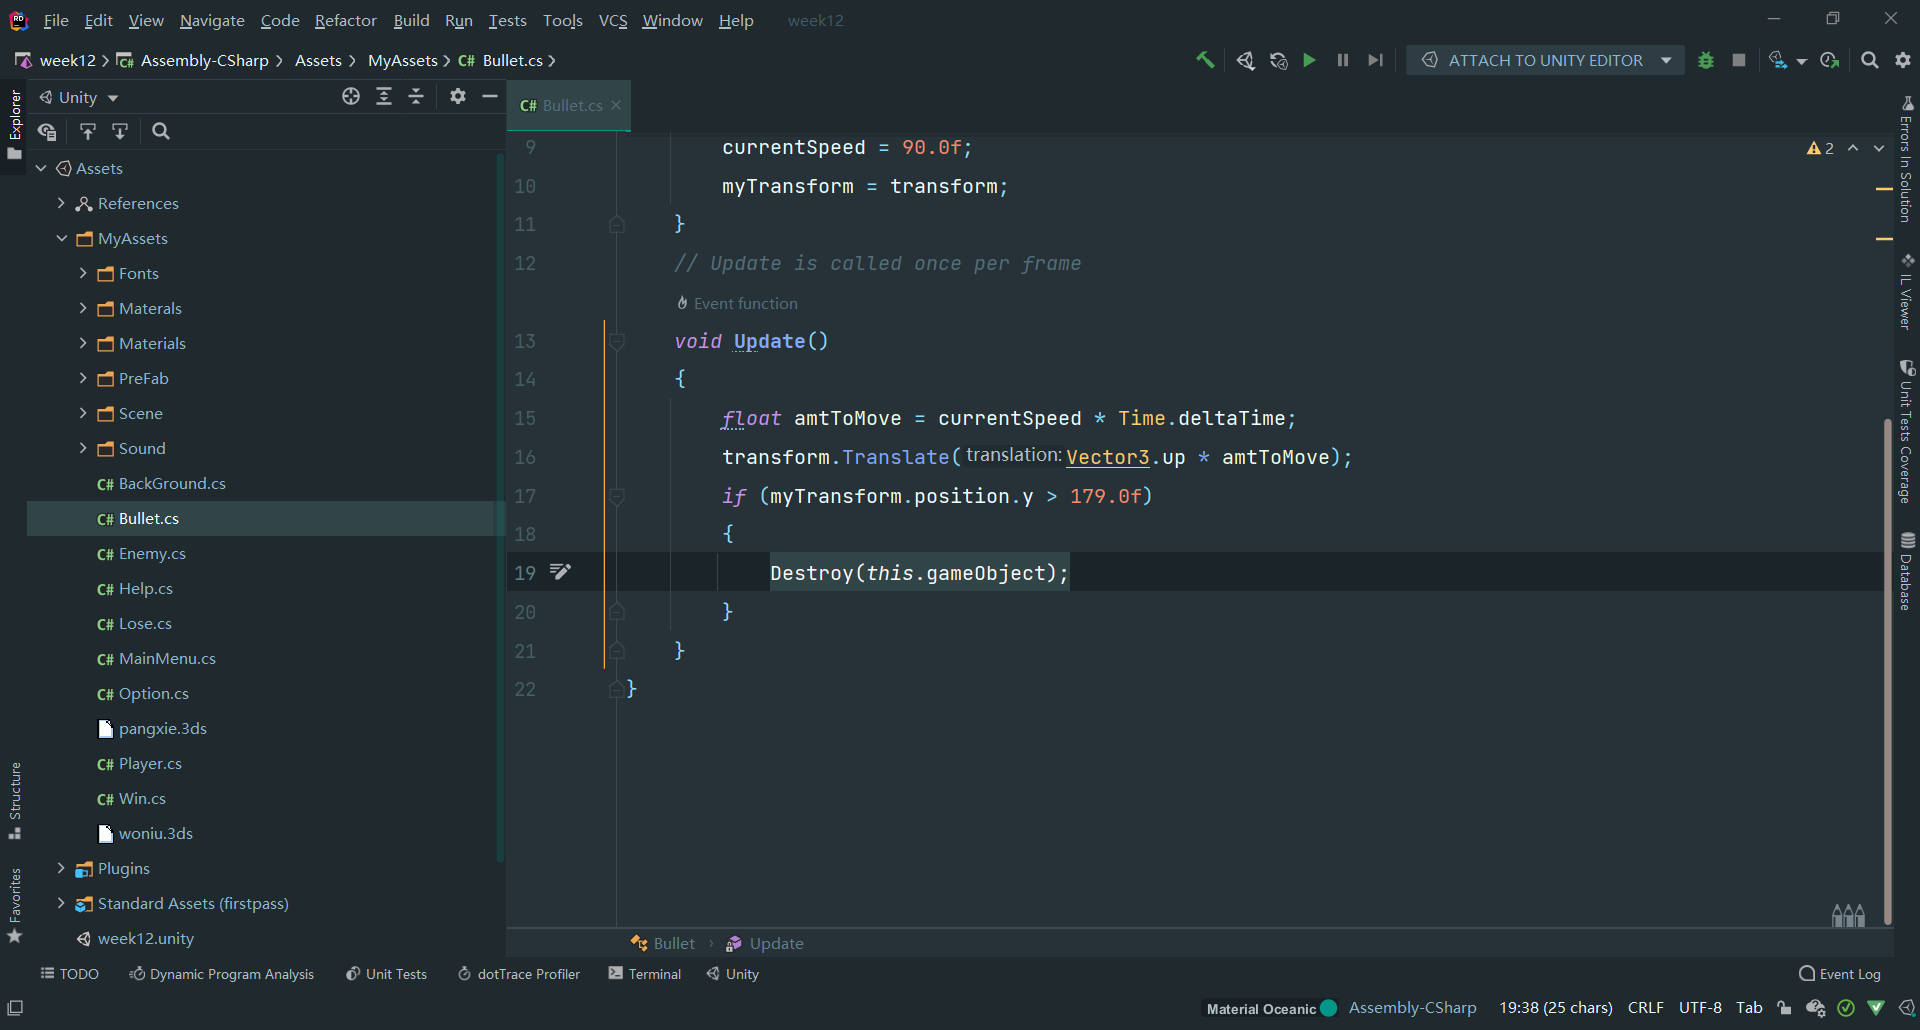 File Edit View Navigate Code Refactor Build Run Tests Tools VCS Window Help week12
week12 Assembly-CSharp Assets MyAssets C# Bullet.cs
ATTACH TO UNITY EDITOR
Explorer
Unity
C# Bullet.cs
Assets
References
MyAssets
Fonts
Materals
Materials
PreFab
Scene
Sound
C# BackGround.cs
C# Bullet.cs
C# Enemy.cs
C# Help.cs
C# Lose.cs
C# MainMenu.cs
C# Option.cs
pangxie.3ds
C# Player.cs
C# Win.cs
woniu.3ds
Plugins
Standard Assets (firstpass)
week12.unity
Structure
Favorites
9 currentSpeed = 90.0f;
10 myTransform = transform;
11 }
12 // Update is called once per frame
Event function
13 void Update()
14 {
15 float amtToMove = currentSpeed * Time.deltaTime;
16 transform.Translate( translation: Vector3.up * amtToMove);
17 if (myTransform.position.y > 179.0f)
18 {
19 Destroy(this.gameObject);
20 }
21 }
22 }
2
Errors In Solution
IL Viewer
Unit Tests Coverage
Database
Bullet Update
TODO Dynamic Program Analysis Unit Tests dotTrace Profiler Terminal Unity Event Log
Material Oceanic Assembly-CSharp 19:38 (25 chars) CRLF UTF-8 Tab